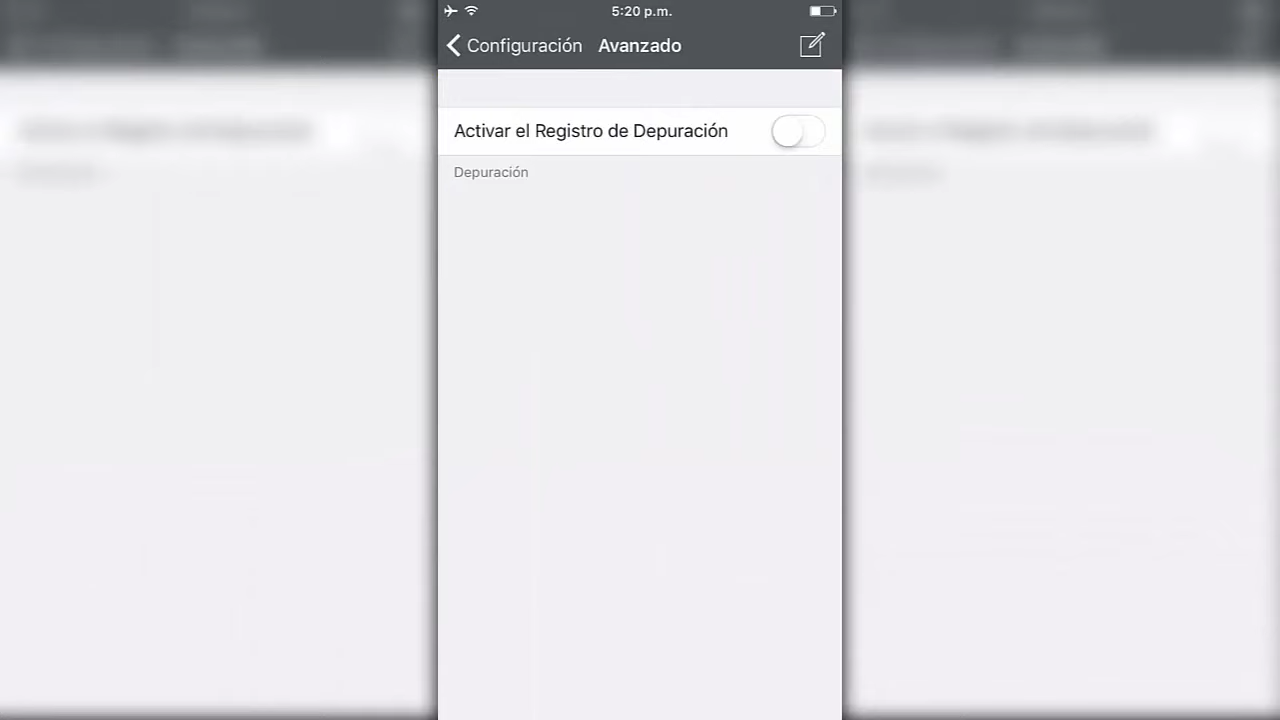 5:20 p.m.
Configuración Avanzado
Activar el Registro de Depuración
Depuración